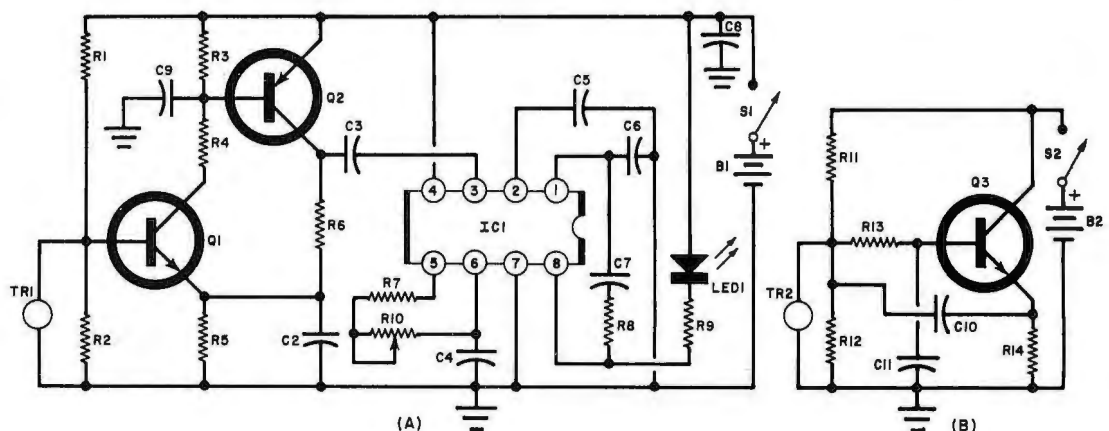 R1
R3
C9
Q2
R4
C3
Q1
R6
TR1
R2
R5
C2
4
3
2
1
IC1
5
6
7
8
R7
R10
C4
C5
C6
C7
R8
LED1
R9
C8
S1
+
B1
(A)
R11
S2
+
Q3
R13
B2
TR2
C10
R12
C11
R14
(B)